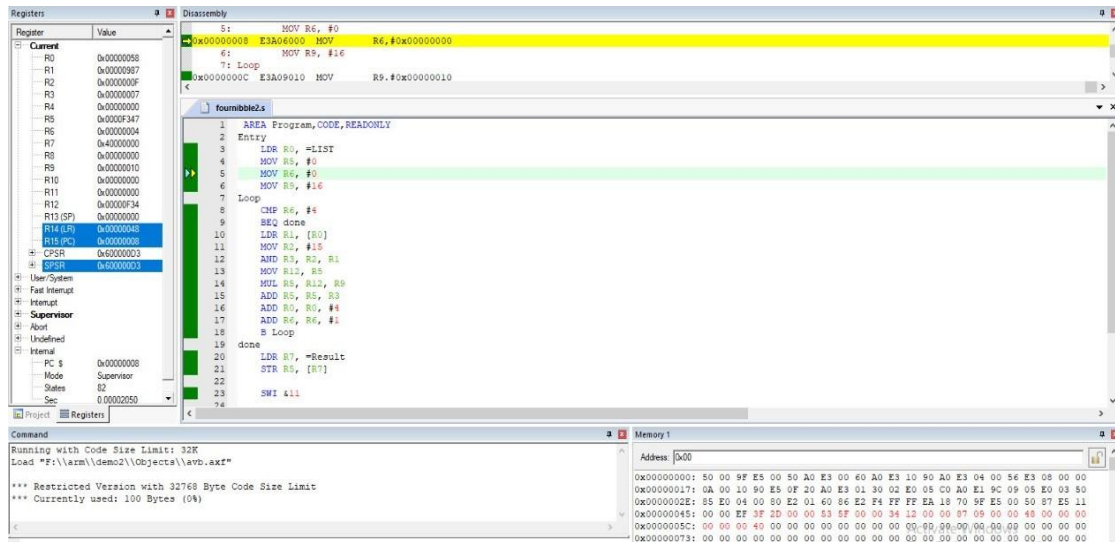 Registers
Register Value
Current
R0 0x00000058
R1 0x00000987
R2 0x0000000F
R3 0x00000007
R4 0x00000000
R5 0x0000F347
R6 0x00000004
R7 0x40000000
R8 0x00000000
R9 0x00000010
R10 0x00000000
R11 0x00000000
R12 0x00000F34
R13 (SP) 0x00000000
R14 (LR) 0x00000048
R15 (PC) 0x00000008
CPSR 0x600000D3
SPSR 0x600000D3
User/System
Fast Interrupt
Interrupt
Supervisor
Abort
Undefined
Internal
PC $ 0x00000008
Mode Supervisor
States 82
Sec 0.00002050
Project Registers
Disassembly
5: MOV R6, #0
0x00000008 E3A06000 MOV R6,#0x00000000
6: MOV R9, #16
7: Loop
0x0000000C E3A09010 MOV R9,#0x00000010
fournibble2.s
1 AREA Program,CODE,READONLY
2 Entry
3 LDR R0, =LIST
4 MOV R5, #0
5 MOV R6, #0
6 MOV R9, #16
7 Loop
8 CMP R6, #4
9 BEQ done
10 LDR R1, [R0]
11 MOV R2, #15
12 AND R3, R2, R1
13 MOV R12, R5
14 MUL R5, R12, R9
15 ADD R5, R5, R3
16 ADD R0, R0, #4
17 ADD R6, R6, #1
18 B Loop
19 done
20 LDR R7, =Result
21 STR R5, [R7]
22
23 SWI &11
24
Command
Running with Code Size Limit: 32K
Load "F:\\arm\\demo2\\Objects\\avb.axf"
*** Restricted Version with 32768 Byte Code Size Limit
*** Currently used: 100 Bytes (0%)
Memory 1
Address: 0x00
0x00000000: 50 00 9F E5 00 50 A0 E3 00 60 A0 E3 10 90 A0 E3 04 00 56 E3 08 00 00
0x00000017: 0A 00 10 90 E5 0F 20 A0 E3 01 30 02 E0 05 C0 A0 E1 9C 09 05 E0 03 50
0x0000002E: 85 E0 04 00 80 E2 01 60 86 E2 F4 FF FF EA 18 70 9F E5 00 50 87 E5 11
0x00000045: 00 00 EF 3F 2D 00 00 53 5F 00 00 34 12 00 00 87 09 00 00 48 00 00 00
0x0000005C: 00 00 00 40 00 00 00 00 00 00 00 00 00 00 00 00 00 00 00 00 00 00 00
0x00000073: 00 00 00 00 00 00 00 00 00 00 00 00 00 00 00 00 00 00 00 00 00 00 00
Activate Windows